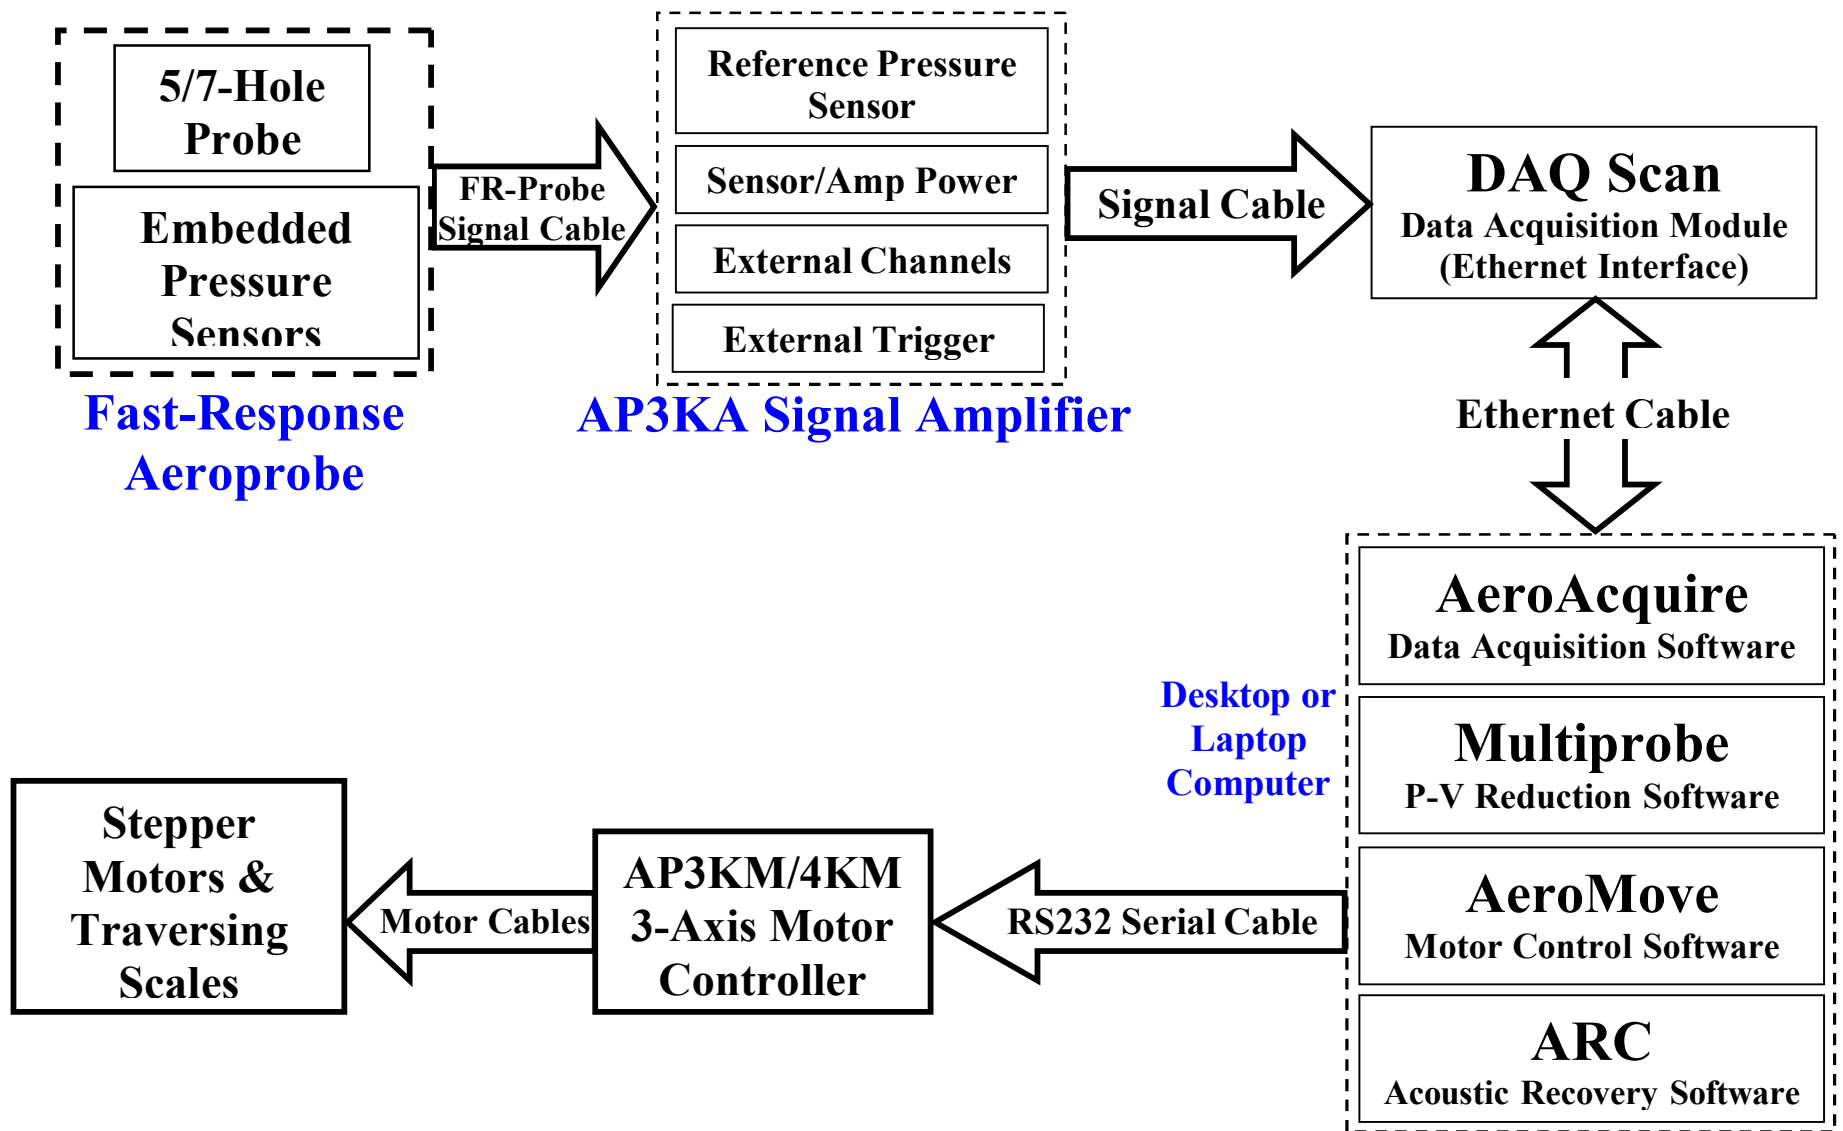 5/7-Hole
Probe
Embedded
Pressure
Sensors
Fast-Response
Aeroprobe
FR-Probe
Signal Cable
Reference Pressure
Sensor
Sensor/Amp Power
External Channels
External Trigger
AP3KA Signal Amplifier
Signal Cable
DAQ Scan
Data Acquisition Module
(Ethernet Interface)
Ethernet Cable
AeroAcquire
Data Acquisition Software
Multiprobe
P-V Reduction Software
AeroMove
Motor Control Software
ARC
Acoustic Recovery Software
Desktop or
Laptop
Computer
RS232 Serial Cable
AP3KM/4KM
3-Axis Motor
Controller
Motor Cables
Stepper
Motors &
Traversing
Scales